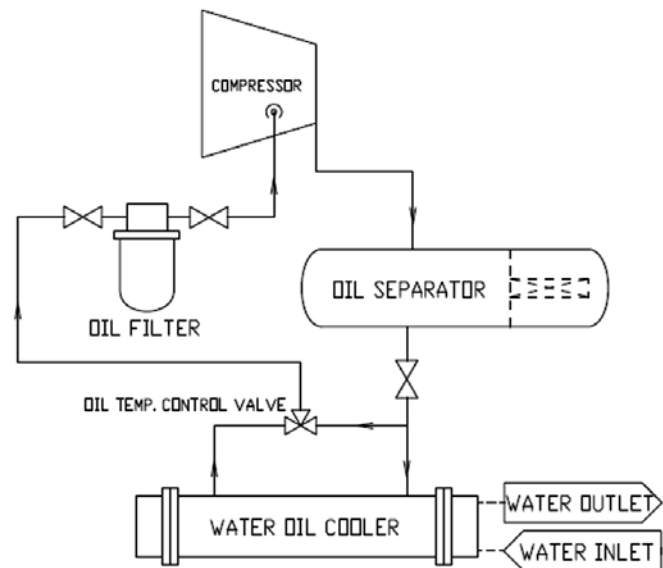 COMPRESSOR
OIL SEPARATOR
OIL FILTER
OIL TEMP. CONTROL VALVE
WATER OUTLET
WATER OIL COOLER
WATER INLET